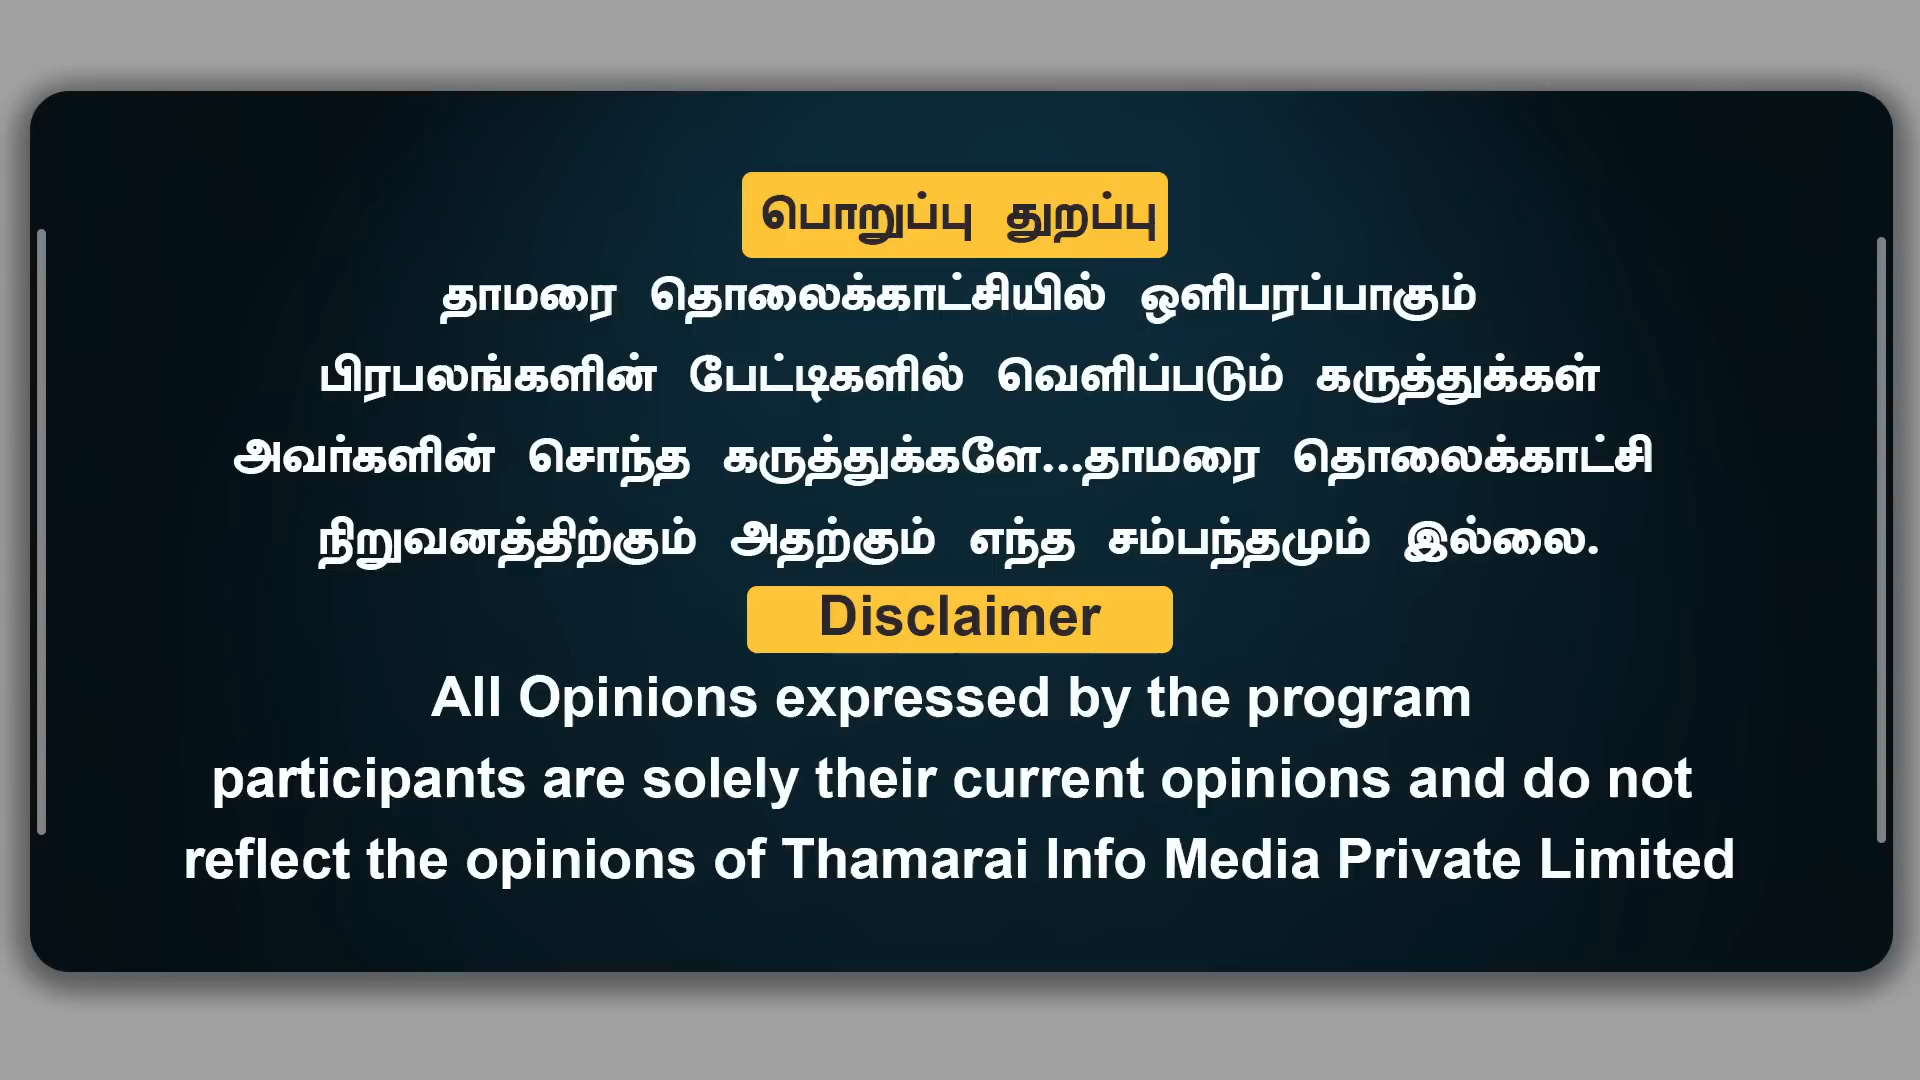 பொறுப்பு துறப்பு
தாமரை தொலைக்காட்சியில் ஒளிபரப்பாகும்
பிரபலங்களின் பேட்டிகளில் வெளிப்படும் கருத்துக்கள்
அவர்களின் சொந்த கருத்துக்களே...தாமரை தொலைக்காட்சி
நிறுவனத்திற்கும் அதற்கும் எந்த சம்பந்தமும் இல்லை.
Disclaimer
All Opinions expressed by the program
participants are solely their current opinions and do not
reflect the opinions of Thamarai Info Media Private Limited